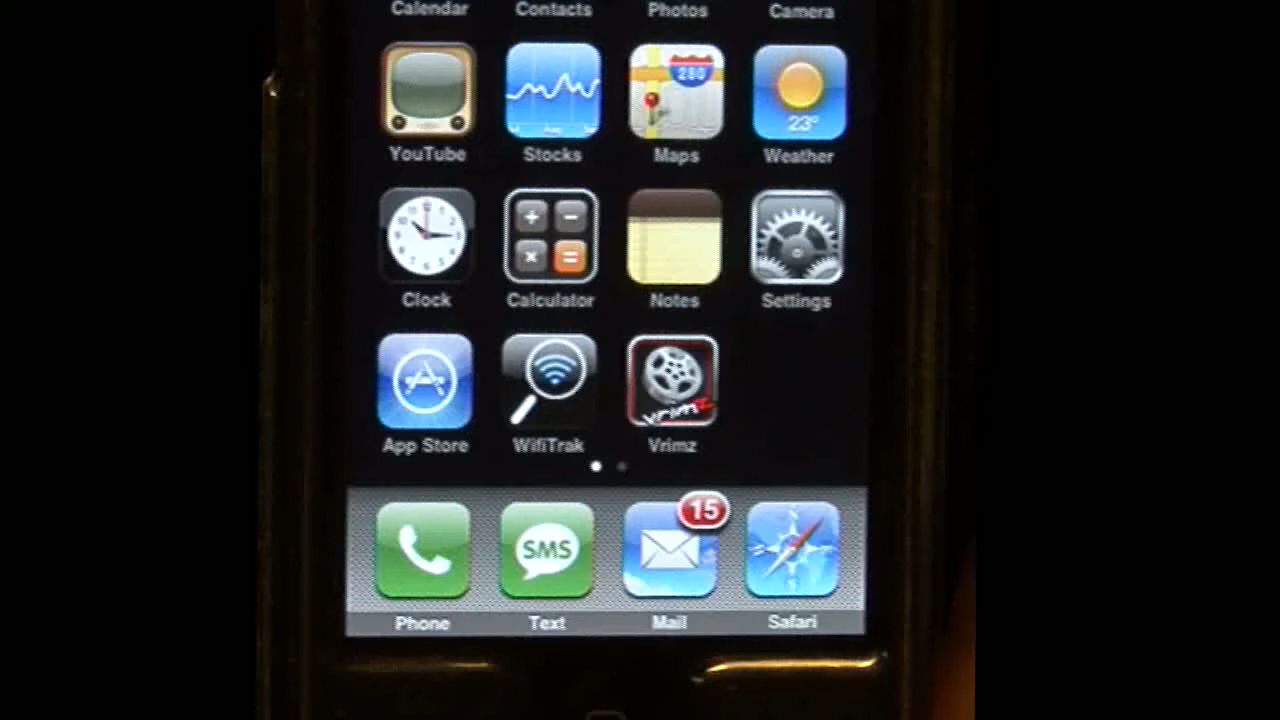 Calendar Contacts Photos Camera
280
23°
YouTube Stocks Maps Weather
Clock Calculator Notes Settings
vrimz
App Store WifiTrak Vrimz
15
SMS
Phone Text Mail Safari